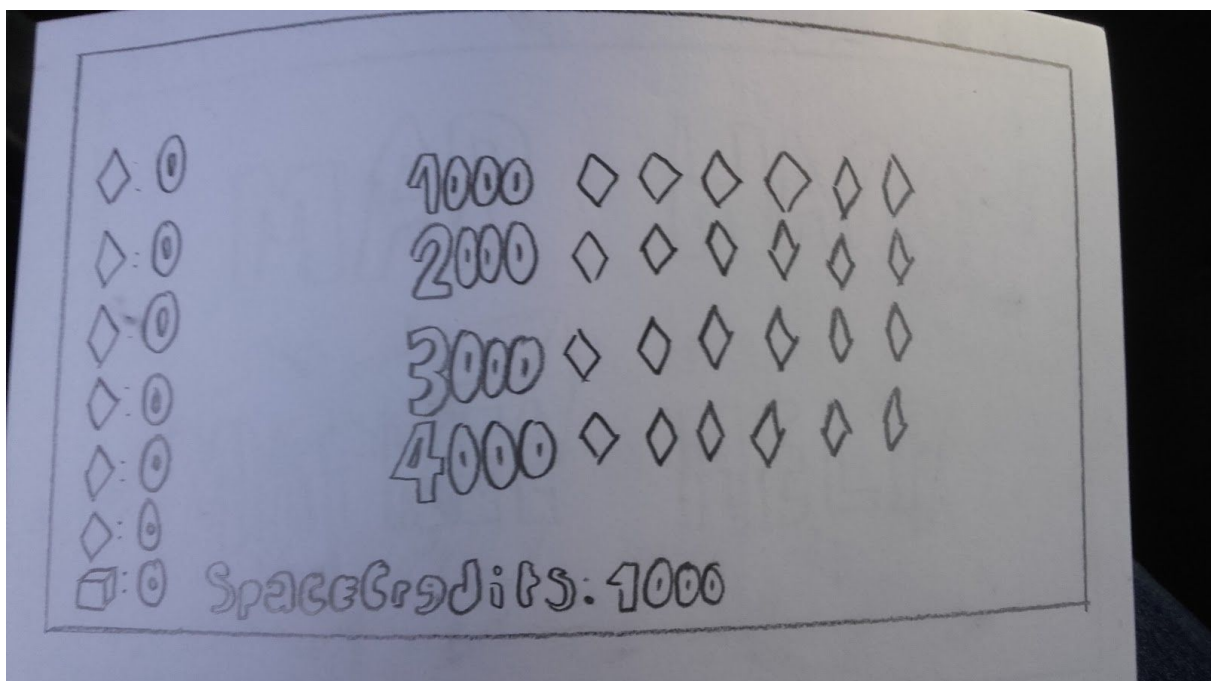 ◇: 0 1000 ◇ ◇ ◇ ◇ ◇ ◇
◇: 0 2000 ◇ ◇ ◇ ◇ ◇ ◇
◇: 0 3000 ◇ ◇ ◇ ◇ ◇ ◇
◇: 0 4000 ◇ ◇ ◇ ◇ ◇ ◇
◇: 0
◇: 0
: 0 SpaceCredits: 1000